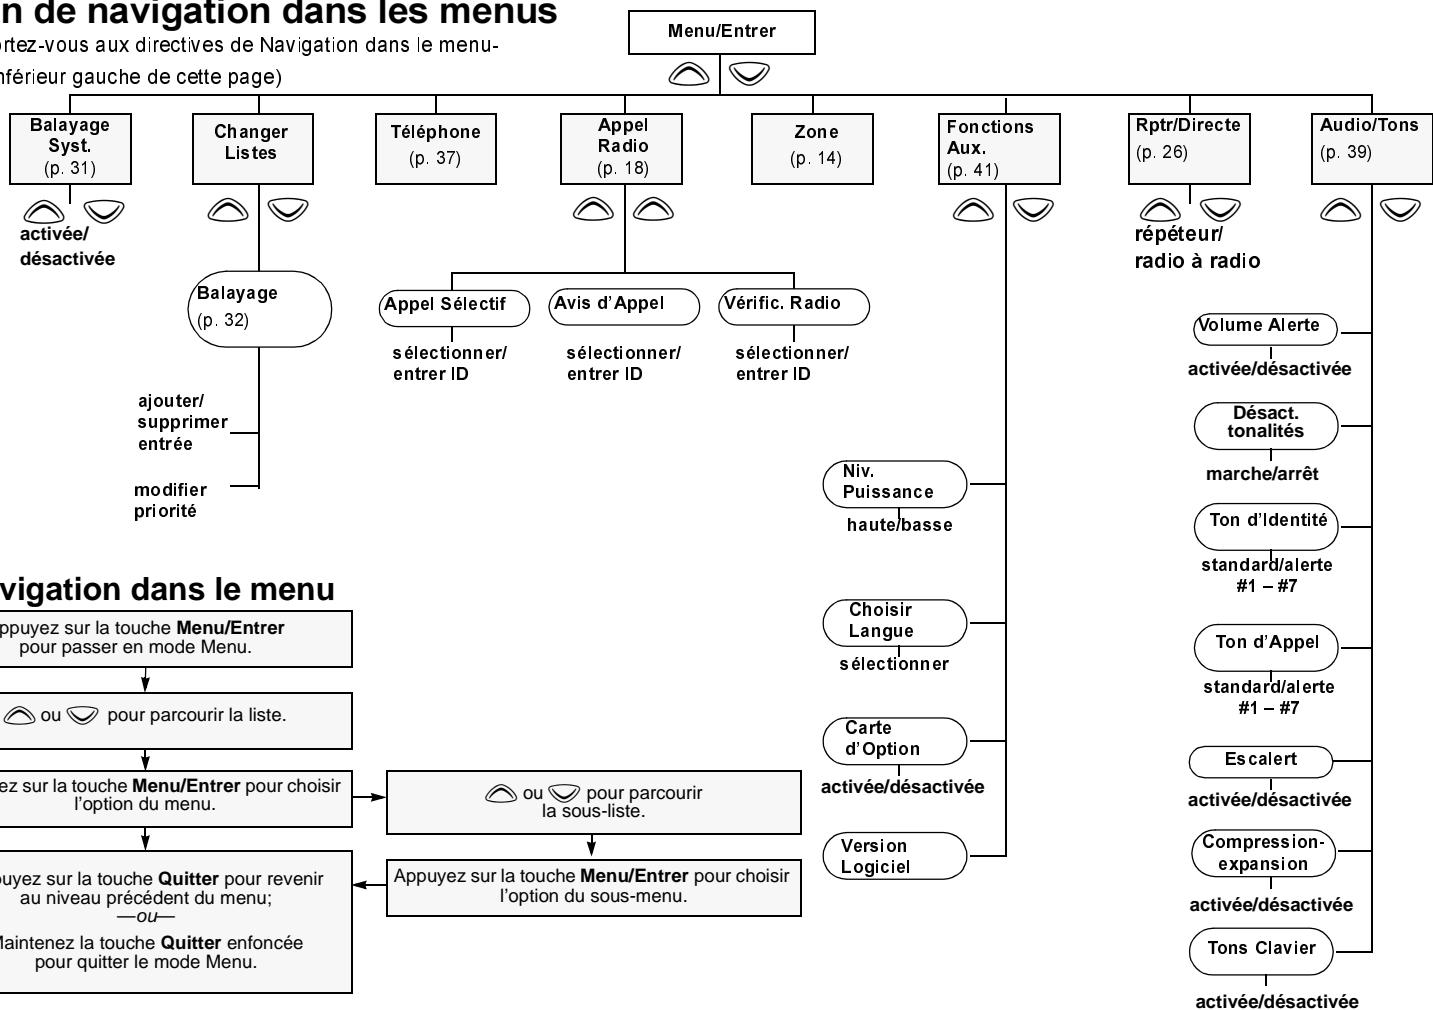 n de navigation dans les menus
rtez-vous aux directives de Navigation dans le menu-
nférieur gauche de cette page)
Menu/Entrer
Balayage
Syst.
(p. 31)
activée/
désactivée
Changer
Listes
Balayage
(p. 32)
ajouter/
supprimer
entrée
modifier
priorité
Téléphone
(p. 37)
Appel
Radio
(p. 18)
Appel Sélectif
sélectionner/
entrer ID
Avis d'Appel
sélectionner/
entrer ID
Vérific. Radio
sélectionner/
entrer ID
Zone
(p. 14)
Fonctions
Aux.
(p. 41)
Niv.
Puissance
haute/basse
Choisir
Langue
sélectionner
Carte
d'Option
activée/désactivée
Version
Logiciel
Rptr/Directe
(p. 26)
répéteur/
radio à radio
Audio/Tons
(p. 39)
Volume Alerte
activée/désactivée
Désact.
tonalités
marche/arrêt
Ton d'Identité
standard/alerte
#1 – #7
Ton d'Appel
standard/alerte
#1 – #7
Escalert
activée/désactivée
Compression-
expansion
activée/désactivée
Tons Clavier
activée/désactivée
vigation dans le menu
ppuyez sur la touche Menu/Entrer
pour passer en mode Menu.
ou pour parcourir la liste.
ez sur la touche Menu/Entrer pour choisir
l'option du menu.
ou pour parcourir
la sous-liste.
Appuyez sur la touche Menu/Entrer pour choisir
l'option du sous-menu.
uyez sur la touche Quitter pour revenir
au niveau précédent du menu;
—ou—
Maintenez la touche Quitter enfoncée
pour quitter le mode Menu.